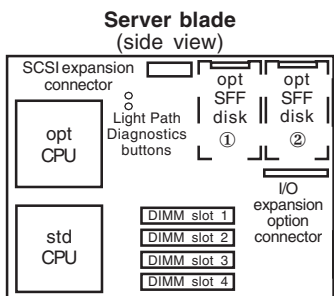 Server blade
(side view)
SCSI expansion
connector
Light Path
Diagnostics
buttons
opt
SFF
disk
①
opt
SFF
disk
②
opt
CPU
I/O
expansion
option
connector
std
CPU
DIMM slot 1
DIMM slot 2
DIMM slot 3
DIMM slot 4